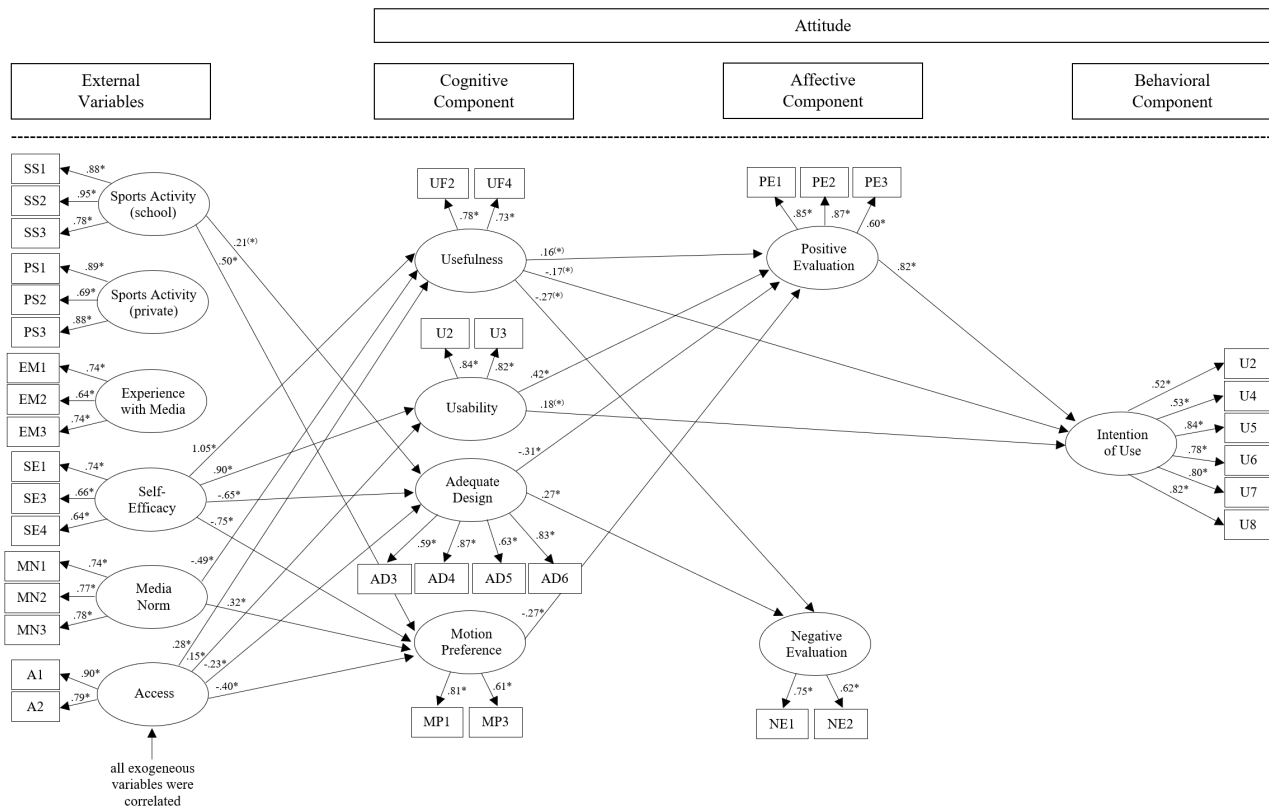 Attitude
External
Variables
Cognitive
Component
Affective
Component
Behavioral
Component
SS1
SS2
SS3
.88*
.95*
.78*
Sports Activity
(school)
.21(*)
.50*
PS1
PS2
PS3
.89*
.69*
.88*
Sports Activity
(private)
EM1
EM2
EM3
.74*
.64*
.74*
Experience
with Media
SE1
SE3
SE4
.74*
.66*
.64*
Self-
Efficacy
1.05*
.90*
-.65*
-.75*
MN1
MN2
MN3
.74*
.77*
.78*
Media
Norm
-.49*
.32*
A1
A2
.90*
.79*
Access
.28*
.15*
-.23*
-.40*
all exogeneous
variables were
correlated
UF2
UF4
.78*
.73*
Usefulness
.16(*)
-.17(*)
-.27(*)
U2
U3
.84*
.82*
Usability
.42*
.18(*)
Adequate
Design
-.31*
.27*
.59*
.87*
.63*
.83*
AD3
AD4
AD5
AD6
Motion
Preference
-.27*
.81*
.61*
MP1
MP3
PE1
PE2
PE3
.85*
.87*
.60*
Positive
Evaluation
.82*
Negative
Evaluation
.75*
.62*
NE1
NE2
Intention
of Use
.52*
.53*
.84*
.78*
.80*
.82*
U2
U4
U5
U6
U7
U8